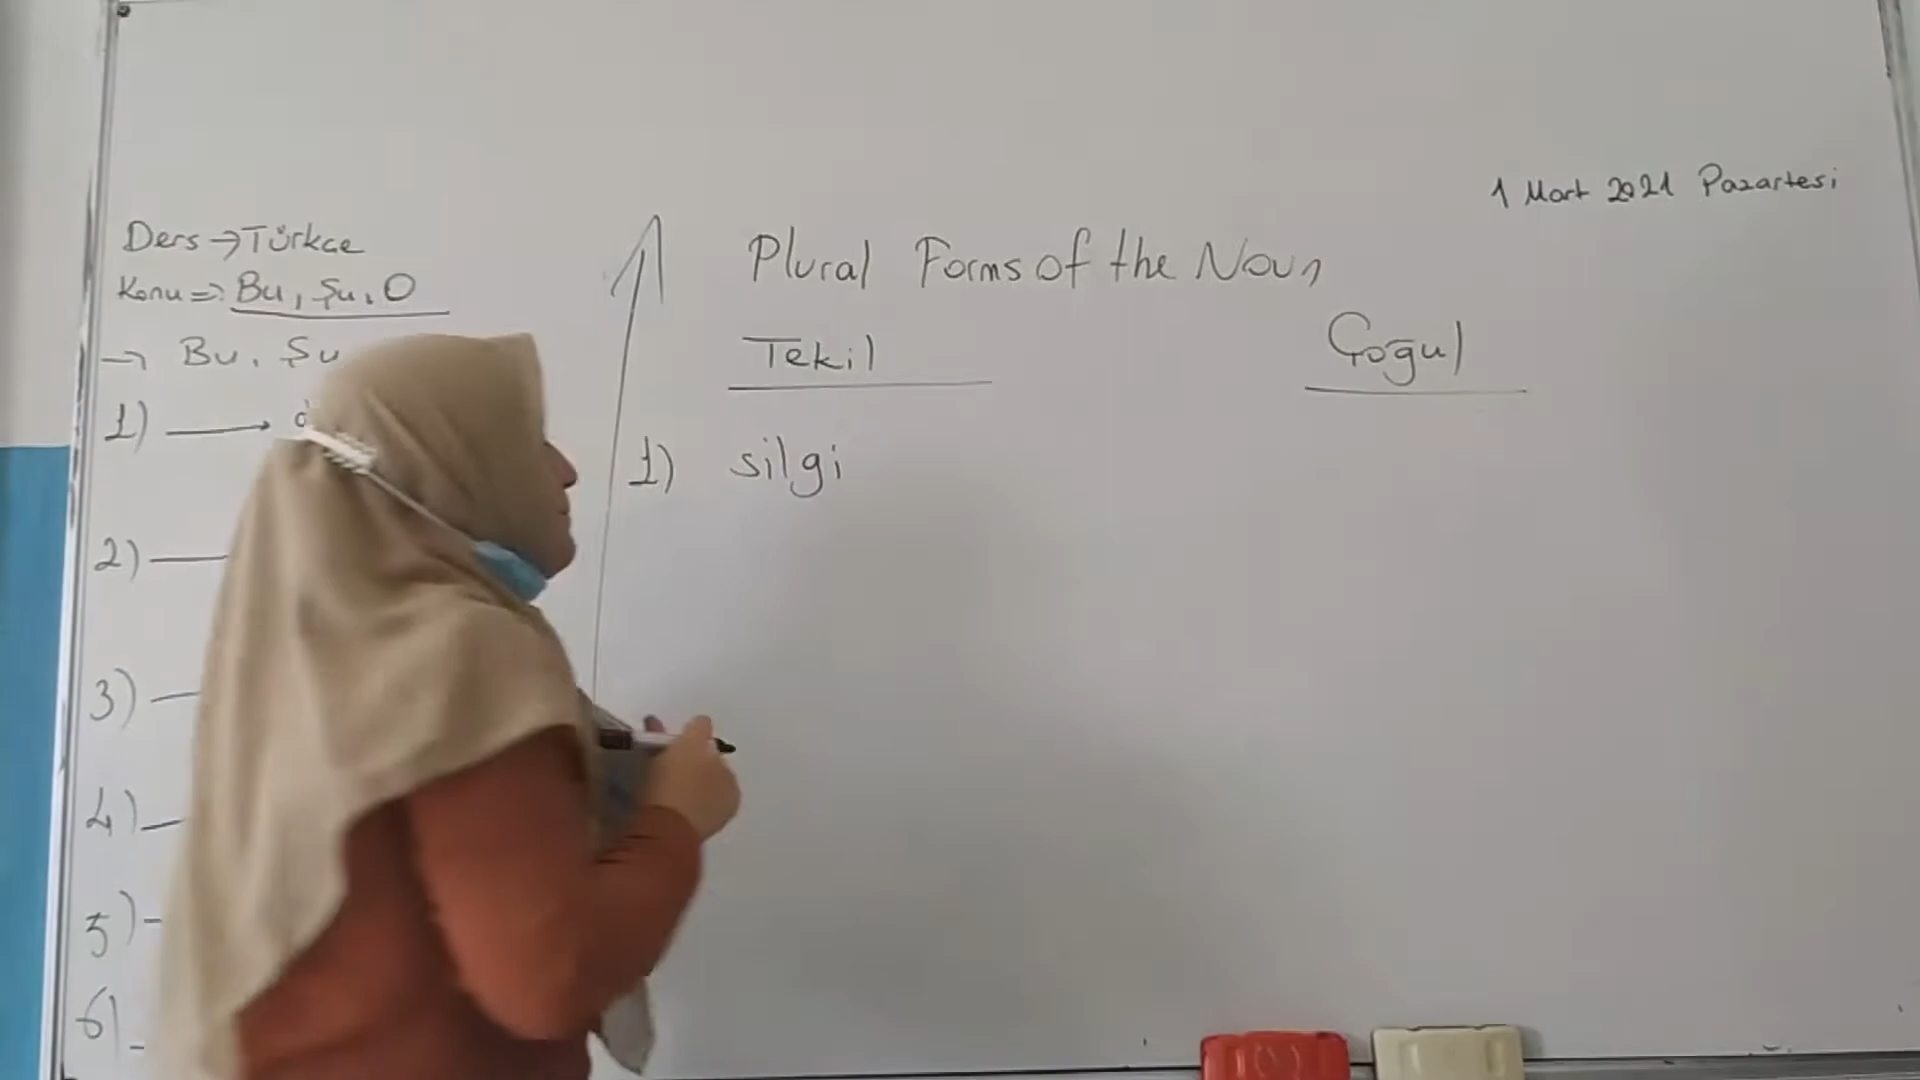 1 Mart 2021 Pazartesi
Ders → Türkce
Konu => Bu, Şu, O
→ Bu, Şu
1)
2)
3)
4)
5)
6)
Plural Forms of the Noun
Tekil
Çoğul
1) silgi